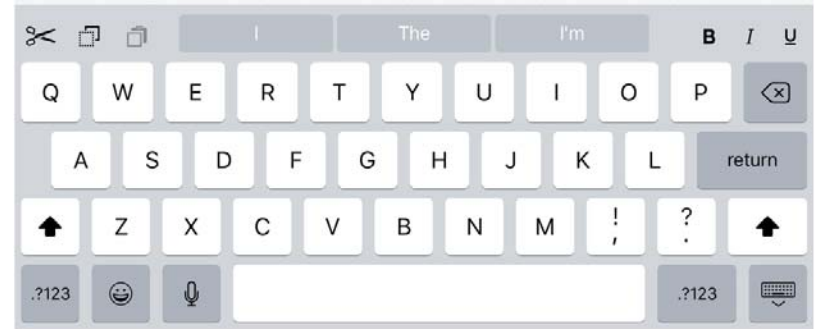 I The I'm B I U
Q W E R T Y U I O P
A S D F G H J K L return
Z X C V B N M ! , ? .
.?123 .?123